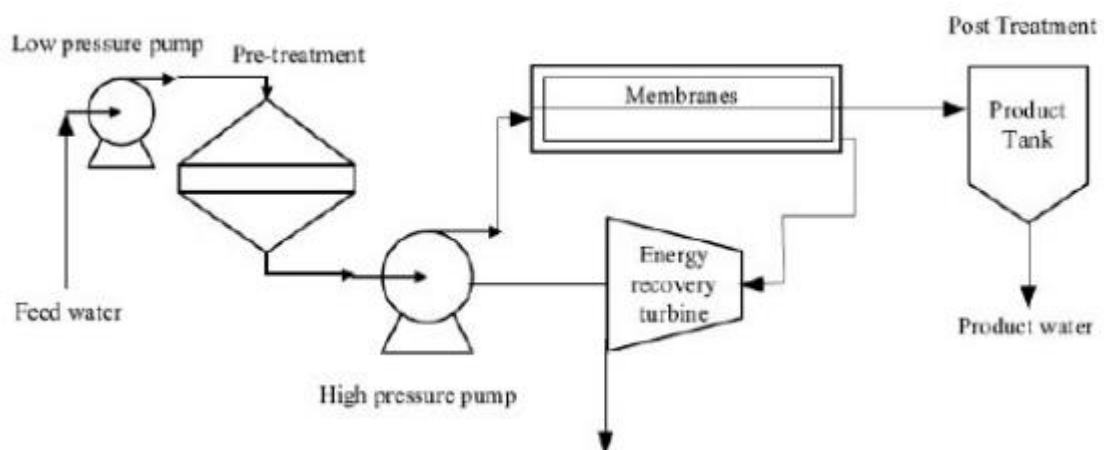 Post Treatment
Low pressure pump
Pre-treatment
Membranes
Product
Tank
Energy
recovery
turbine
Feed water
Product water
High pressure pump